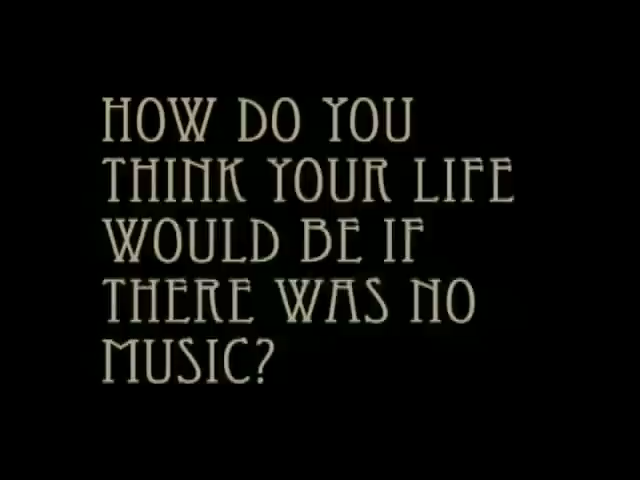 HOW DO YOU
THINK YOUR LIFE
WOULD BE IF
THERE WAS NO
MUSIC?